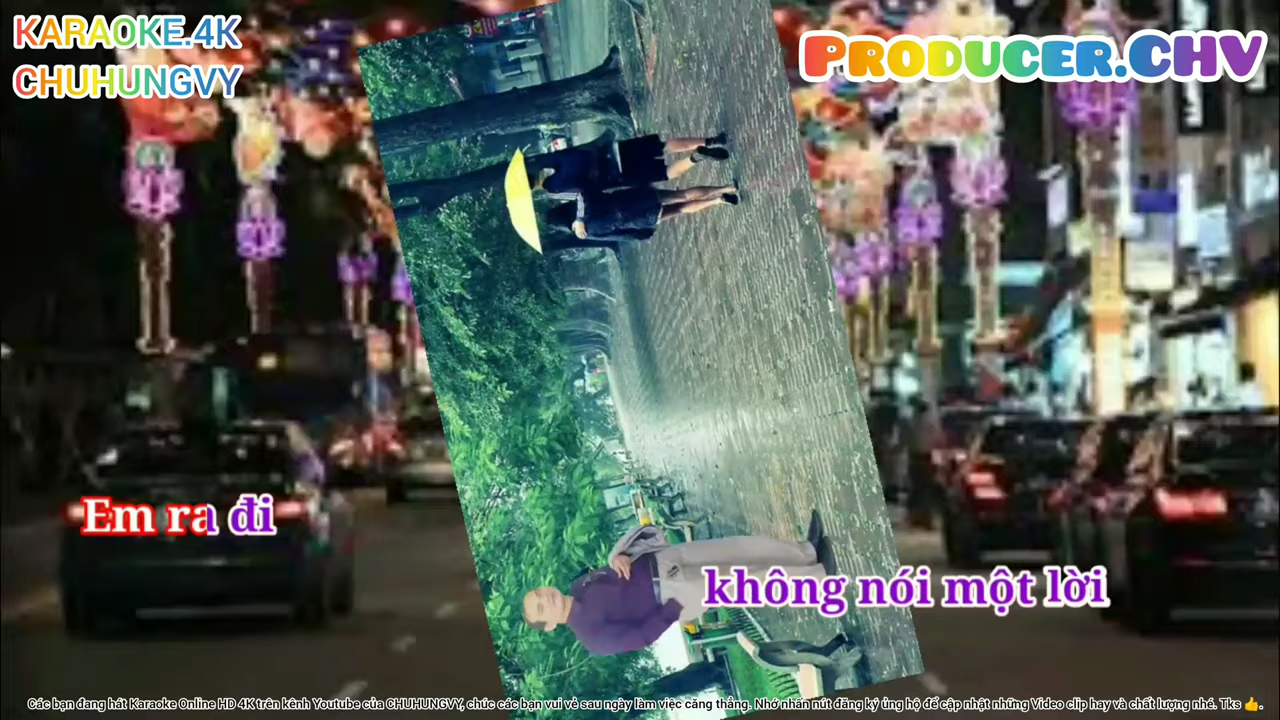 KARAOKE.4K
CHUHUNGVY
PRODUCER.CHV
Em ra đi
không nói một lời
Các bạn đang hát Karaoke Online HD 4K trên kênh Youtube của CHUHUNGVY, chúc các bạn vui vẻ sau ngày làm việc căng thẳng. Nhớ nhấn nút đăng ký ủng hộ để cập nhật những Video clip hay và chất lượng nhé. Tks 👍.